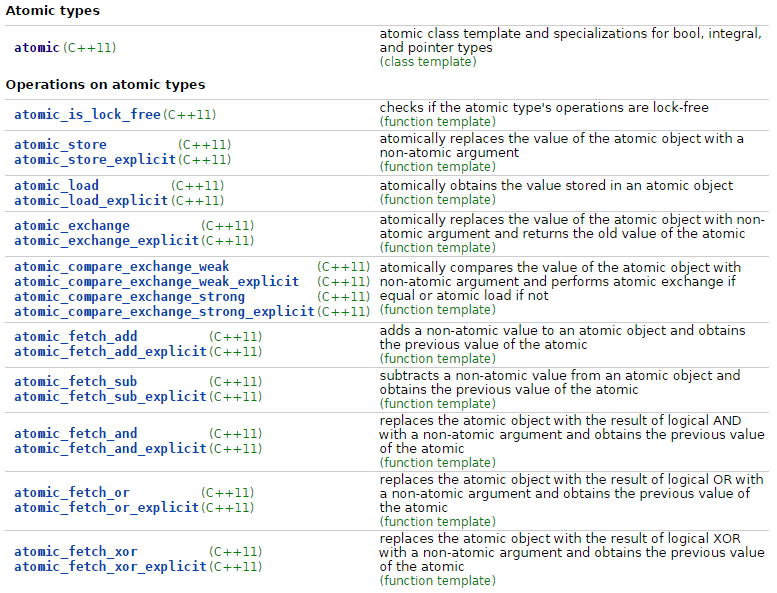 Atomic types
atomic (C++11)
atomic class template and specializations for bool, integral,
and pointer types
(class template)
Operations on atomic types
atomic_is_lock_free (C++11)
checks if the atomic type's operations are lock-free
(function template)
atomic_store (C++11)
atomic_store_explicit (C++11)
atomically replaces the value of the atomic object with a
non-atomic argument
(function template)
atomic_load (C++11)
atomic_load_explicit (C++11)
atomically obtains the value stored in an atomic object
(function template)
atomic_exchange (C++11)
atomic_exchange_explicit (C++11)
atomically replaces the value of the atomic object with non-
atomic argument and returns the old value of the atomic
(function template)
atomic_compare_exchange_weak (C++11)
atomic_compare_exchange_weak_explicit (C++11)
atomic_compare_exchange_strong (C++11)
atomic_compare_exchange_strong_explicit (C++11)
atomically compares the value of the atomic object with
non-atomic argument and performs atomic exchange if
equal or atomic load if not
(function template)
atomic_fetch_add (C++11)
atomic_fetch_add_explicit (C++11)
adds a non-atomic value to an atomic object and obtains
the previous value of the atomic
(function template)
atomic_fetch_sub (C++11)
atomic_fetch_sub_explicit (C++11)
subtracts a non-atomic value from an atomic object and
obtains the previous value of the atomic
(function template)
atomic_fetch_and (C++11)
atomic_fetch_and_explicit (C++11)
replaces the atomic object with the result of logical AND
with a non-atomic argument and obtains the previous value
of the atomic
(function template)
atomic_fetch_or (C++11)
atomic_fetch_or_explicit (C++11)
replaces the atomic object with the result of logical OR with
a non-atomic argument and obtains the previous value of
the atomic
(function template)
atomic_fetch_xor (C++11)
atomic_fetch_xor_explicit (C++11)
replaces the atomic object with the result of logical XOR
with a non-atomic argument and obtains the previous value
of the atomic
(function template)